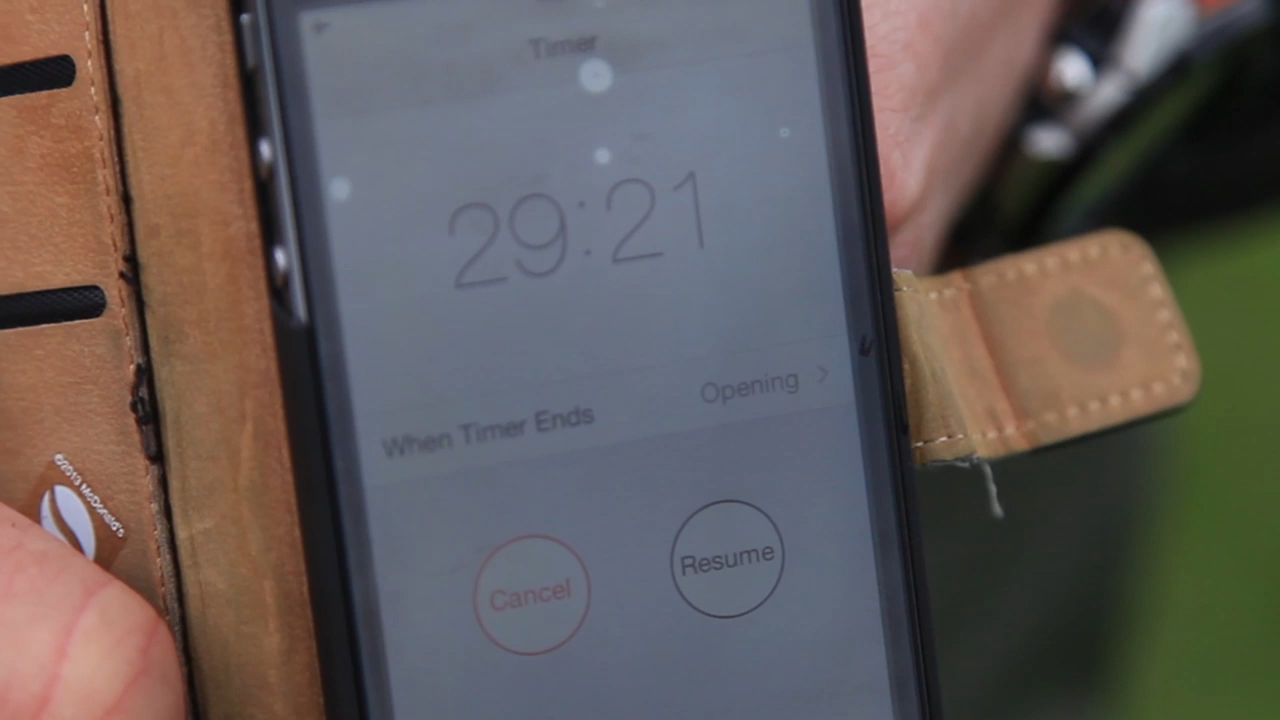 Timer
29:21
When Timer Ends Opening >
Cancel Resume
©2013 McDonald's